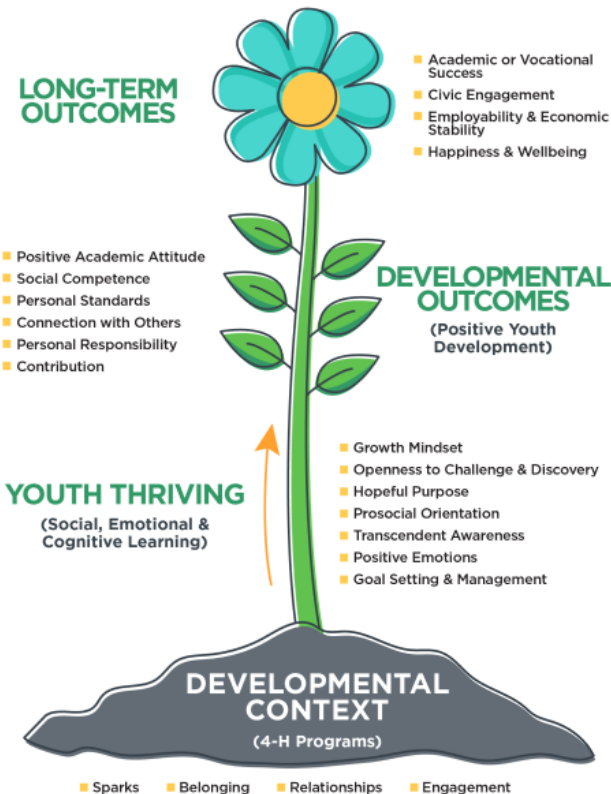 LONG-TERM
OUTCOMES
Academic or Vocational
Success
Civic Engagement
Employability & Economic
Stability
Happiness & Wellbeing
Positive Academic Attitude
Social Competence
Personal Standards
Connection with Others
Personal Responsibility
Contribution
DEVELOPMENTAL
OUTCOMES
(Positive Youth
Development)
YOUTH THRIVING
(Social, Emotional &
Cognitive Learning)
Growth Mindset
Openness to Challenge & Discovery
Hopeful Purpose
Prosocial Orientation
Transcendent Awareness
Positive Emotions
Goal Setting & Management
DEVELOPMENTAL
CONTEXT
(4-H Programs)
Sparks Belonging Relationships Engagement